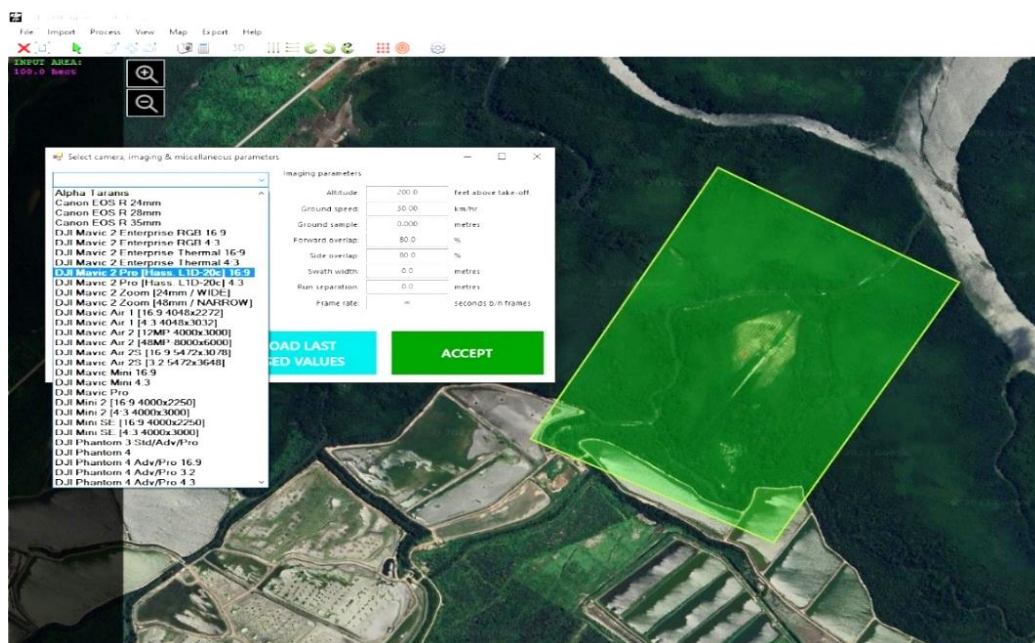 File Import Process View Map Export Help
3D
INPUT AREA:
100.0 Hect
Select camera, imaging & miscellaneous parameters
Imaging parameters
Altitude: 200.0 feet above take-off
Ground speed: 50.00 km/hr
Ground sample: 0.000 metres
Forward overlap: 80.0 %
Side overlap: 80.0 %
Swath width: 0.0 metres
Run separation: 0.0 metres
Frame rate: ∞ seconds b/n frames
Alpha Taranis
Canon EOS R 24mm
Canon EOS R 28mm
Canon EOS R 35mm
DJI Mavic 2 Enterprise RGB 16:9
DJI Mavic 2 Enterprise RGB 4:3
DJI Mavic 2 Enterprise Thermal 16:9
DJI Mavic 2 Enterprise Thermal 4:3
DJI Mavic 2 Pro [Hass. L1D-20c] 16:9
DJI Mavic 2 Pro [Hass. L1D-20c] 4:3
DJI Mavic 2 Zoom [24mm / WIDE]
DJI Mavic 2 Zoom [48mm / NARROW]
DJI Mavic Air 1 [16:9 4048x2272]
DJI Mavic Air 1 [4:3 4048x3032]
DJI Mavic Air 2 [12MP 4000x3000]
DJI Mavic Air 2 [48MP 8000x6000]
DJI Mavic Air 2S [16:9 5472x3078]
DJI Mavic Air 2S [3:2 5472x3648]
DJI Mavic Mini 16:9
DJI Mavic Mini 4:3
DJI Mavic Pro
DJI Mini 2 [16:9 4000x2250]
DJI Mini 2 [4:3 4000x3000]
DJI Mini SE [16:9 4000x2250]
DJI Mini SE [4:3 4000x3000]
DJI Phantom 3 Std/Adv/Pro
DJI Phantom 4
DJI Phantom 4 Adv/Pro 16:9
DJI Phantom 4 Adv/Pro 3:2
DJI Phantom 4 Adv/Pro 4:3
OAD LAST
ED VALUES
ACCEPT